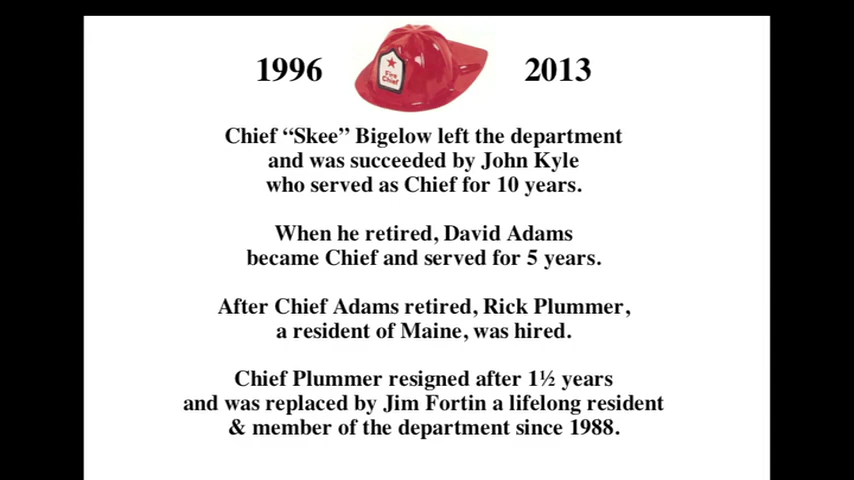 1996 2013
Fire
Chief
Chief “Skee” Bigelow left the department
and was succeeded by John Kyle
who served as Chief for 10 years.
When he retired, David Adams
became Chief and served for 5 years.
After Chief Adams retired, Rick Plummer,
a resident of Maine, was hired.
Chief Plummer resigned after 1½ years
and was replaced by Jim Fortin a lifelong resident
& member of the department since 1988.